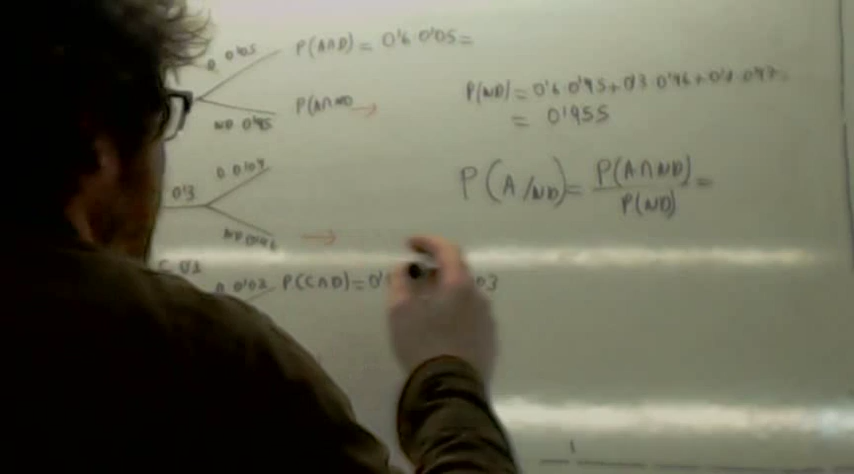 D 0'05
P(A∩D) = 0'6·0'05 =
ND 0'95
P(A∩ND →
P(ND) = 0'6·0'95 + 0'3·0'96 + 0'1·0'97
= 0'955
0'3
D 0'04
ND 0'96 →
P(A/ND) = P(A∩ND) / P(ND) =
C 0'1
D 0'03
P(C∩D) = 0' 03